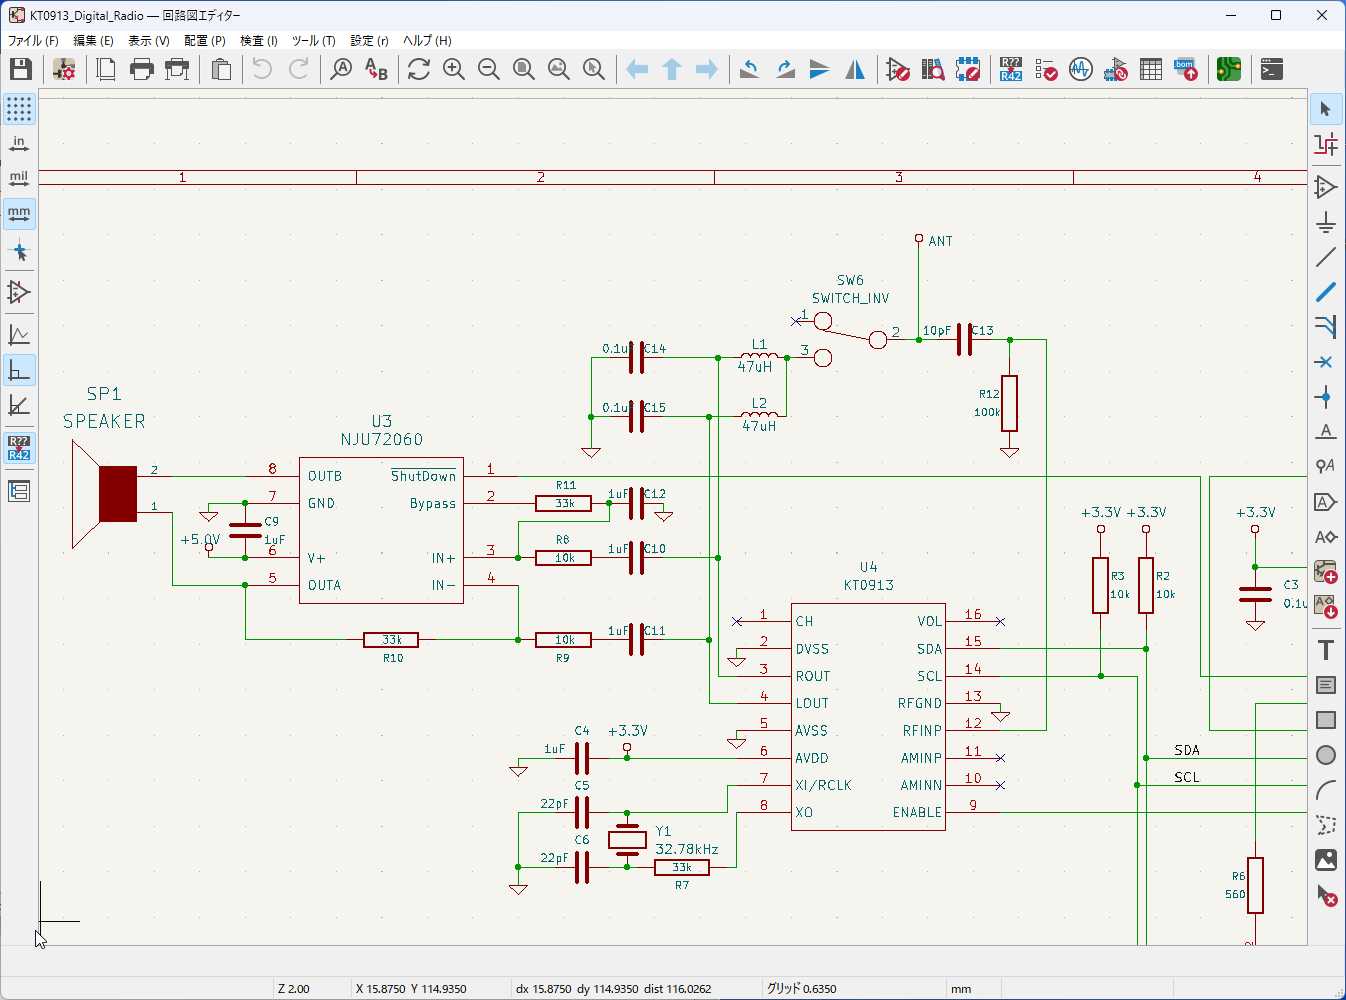 KT0913_Digital_Radio — 回路図エディター
ファイル (F) 編集 (E) 表示 (V) 配置 (P) 検査 (I) ツール (T) 設定 (r) ヘルプ (H)
A
A B
R??
R42
bom
in
mil
mm
R??
R42
1 2 3 4
ANT
SW6
SWITCH_INV
1
2
3
10pF C13
R12
100k
0.1u C14
L1
47uH
0.1u C15
L2
47uH
SP1
SPEAKER
2
1
U3
NJU72060
8 OUTB ShutDown 1
7 GND Bypass 2
6 V+ IN+ 3
5 OUTA IN- 4
C9
1uF
+5.0V
R11
33k
1uF C12
R8
10k
1uF C10
33k
R10
10k
R9
1uF C11
U4
KT0913
1 CH VOL 16
2 DVSS SDA 15
3 ROUT SCL 14
4 LOUT RFGND 13
5 AVSS RFINP 12
6 AVDD AMINP 11
7 XI/RCLK AMINN 10
8 XO ENABLE 9
+3.3V +3.3V +3.3V
R3
10k
R2
10k
C3
0.1u
C4
1uF
+3.3V
C5
22pF
C6
22pF
Y1
32.78kHz
33k
R7
SDA
SCL
R6
560
Z 2.00 X 15.8750 Y 114.9350 dx 15.8750 dy 114.9350 dist 116.0262 グリッド 0.6350 mm